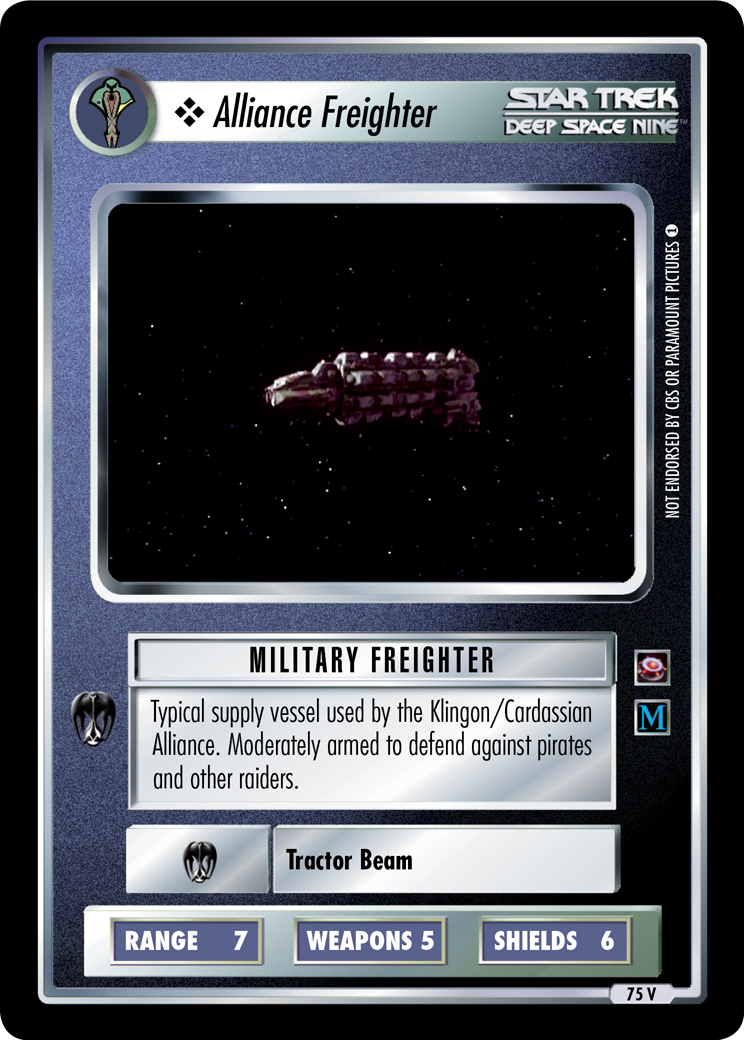 ❖ Alliance Freighter
STAR TREK
DEEP SPACE NINE™
NOT ENDORSED BY CBS OR PARAMOUNT PICTURES 1
MILITARY FREIGHTER
Typical supply vessel used by the Klingon/Cardassian
Alliance. Moderately armed to defend against pirates
and other raiders.
M
Tractor Beam
RANGE 7 WEAPONS 5 SHIELDS 6
75 V